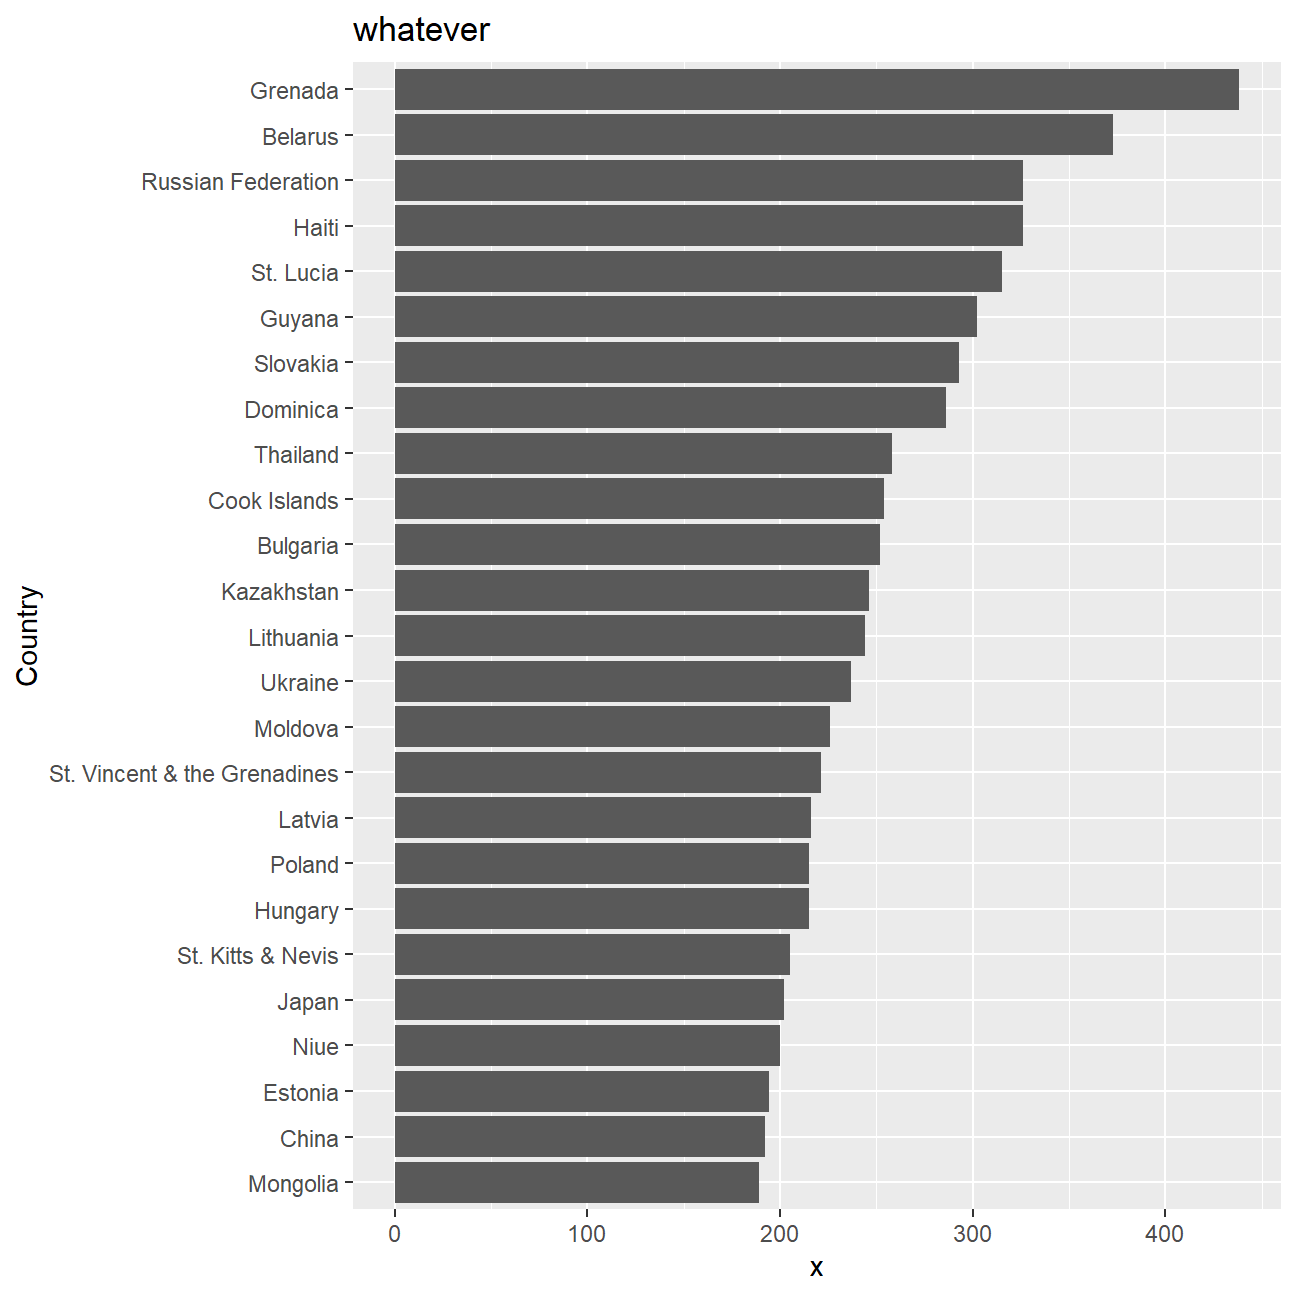 whatever
Grenada
Belarus
Russian Federation
Haiti
St. Lucia
Guyana
Slovakia
Dominica
Thailand
Cook Islands
Bulgaria
Kazakhstan
Lithuania
Ukraine
Moldova
St. Vincent & the Grenadines
Latvia
Poland
Hungary
St. Kitts & Nevis
Japan
Niue
Estonia
China
Mongolia
Country
0 100 200 300 400
x